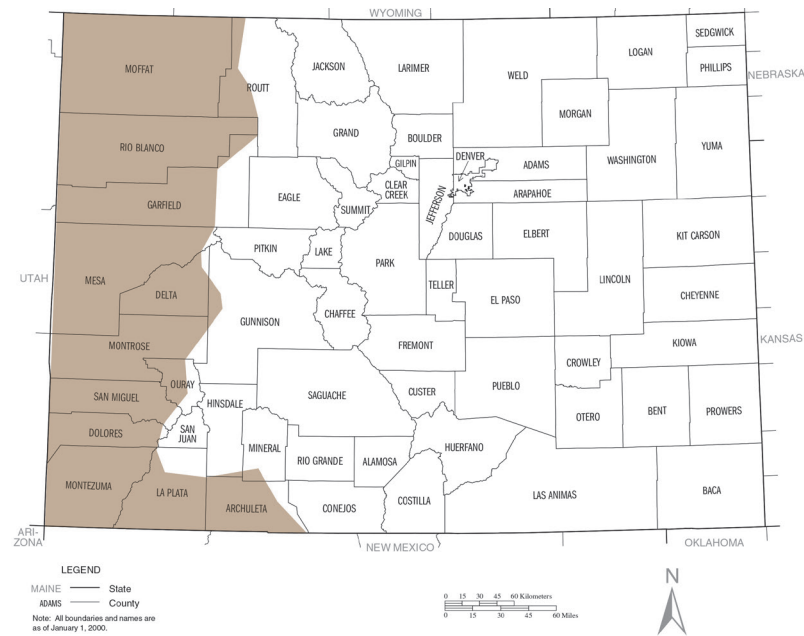 WYOMING
SEDGWICK
LOGAN
PHILLIPS
NEBRASKA
MOFFAT
ROUTT
JACKSON
LARIMER
WELD
MORGAN
RIO BLANCO
GRAND
BOULDER
WASHINGTON
YUMA
GILPIN
DENVER
ADAMS
CLEAR
CREEK
ARAPAHOE
GARFIELD
EAGLE
SUMMIT
JEFFERSON
DOUGLAS
ELBERT
KIT CARSON
PITKIN
LAKE
PARK
UTAH
MESA
DELTA
TELLER
EL PASO
LINCOLN
CHEYENNE
GUNNISON
CHAFFEE
MONTROSE
FREMONT
KIOWA
KANSAS
CROWLEY
OURAY
SAN MIGUEL
HINSDALE
SAGUACHE
CUSTER
PUEBLO
OTERO
BENT
PROWERS
DOLORES
SAN
JUAN
MINERAL
RIO GRANDE
ALAMOSA
HUERFANO
MONTEZUMA
LA PLATA
ARCHULETA
CONEJOS
COSTILLA
LAS ANIMAS
BACA
ARI-
ZONA
NEW MEXICO
OKLAHOMA
LEGEND
MAINE State
ADAMS County
Note: All boundaries and names are
as of January 1, 2000.
0 15 30 45 60 Kilometers
0 15 30 45 60 Miles
N